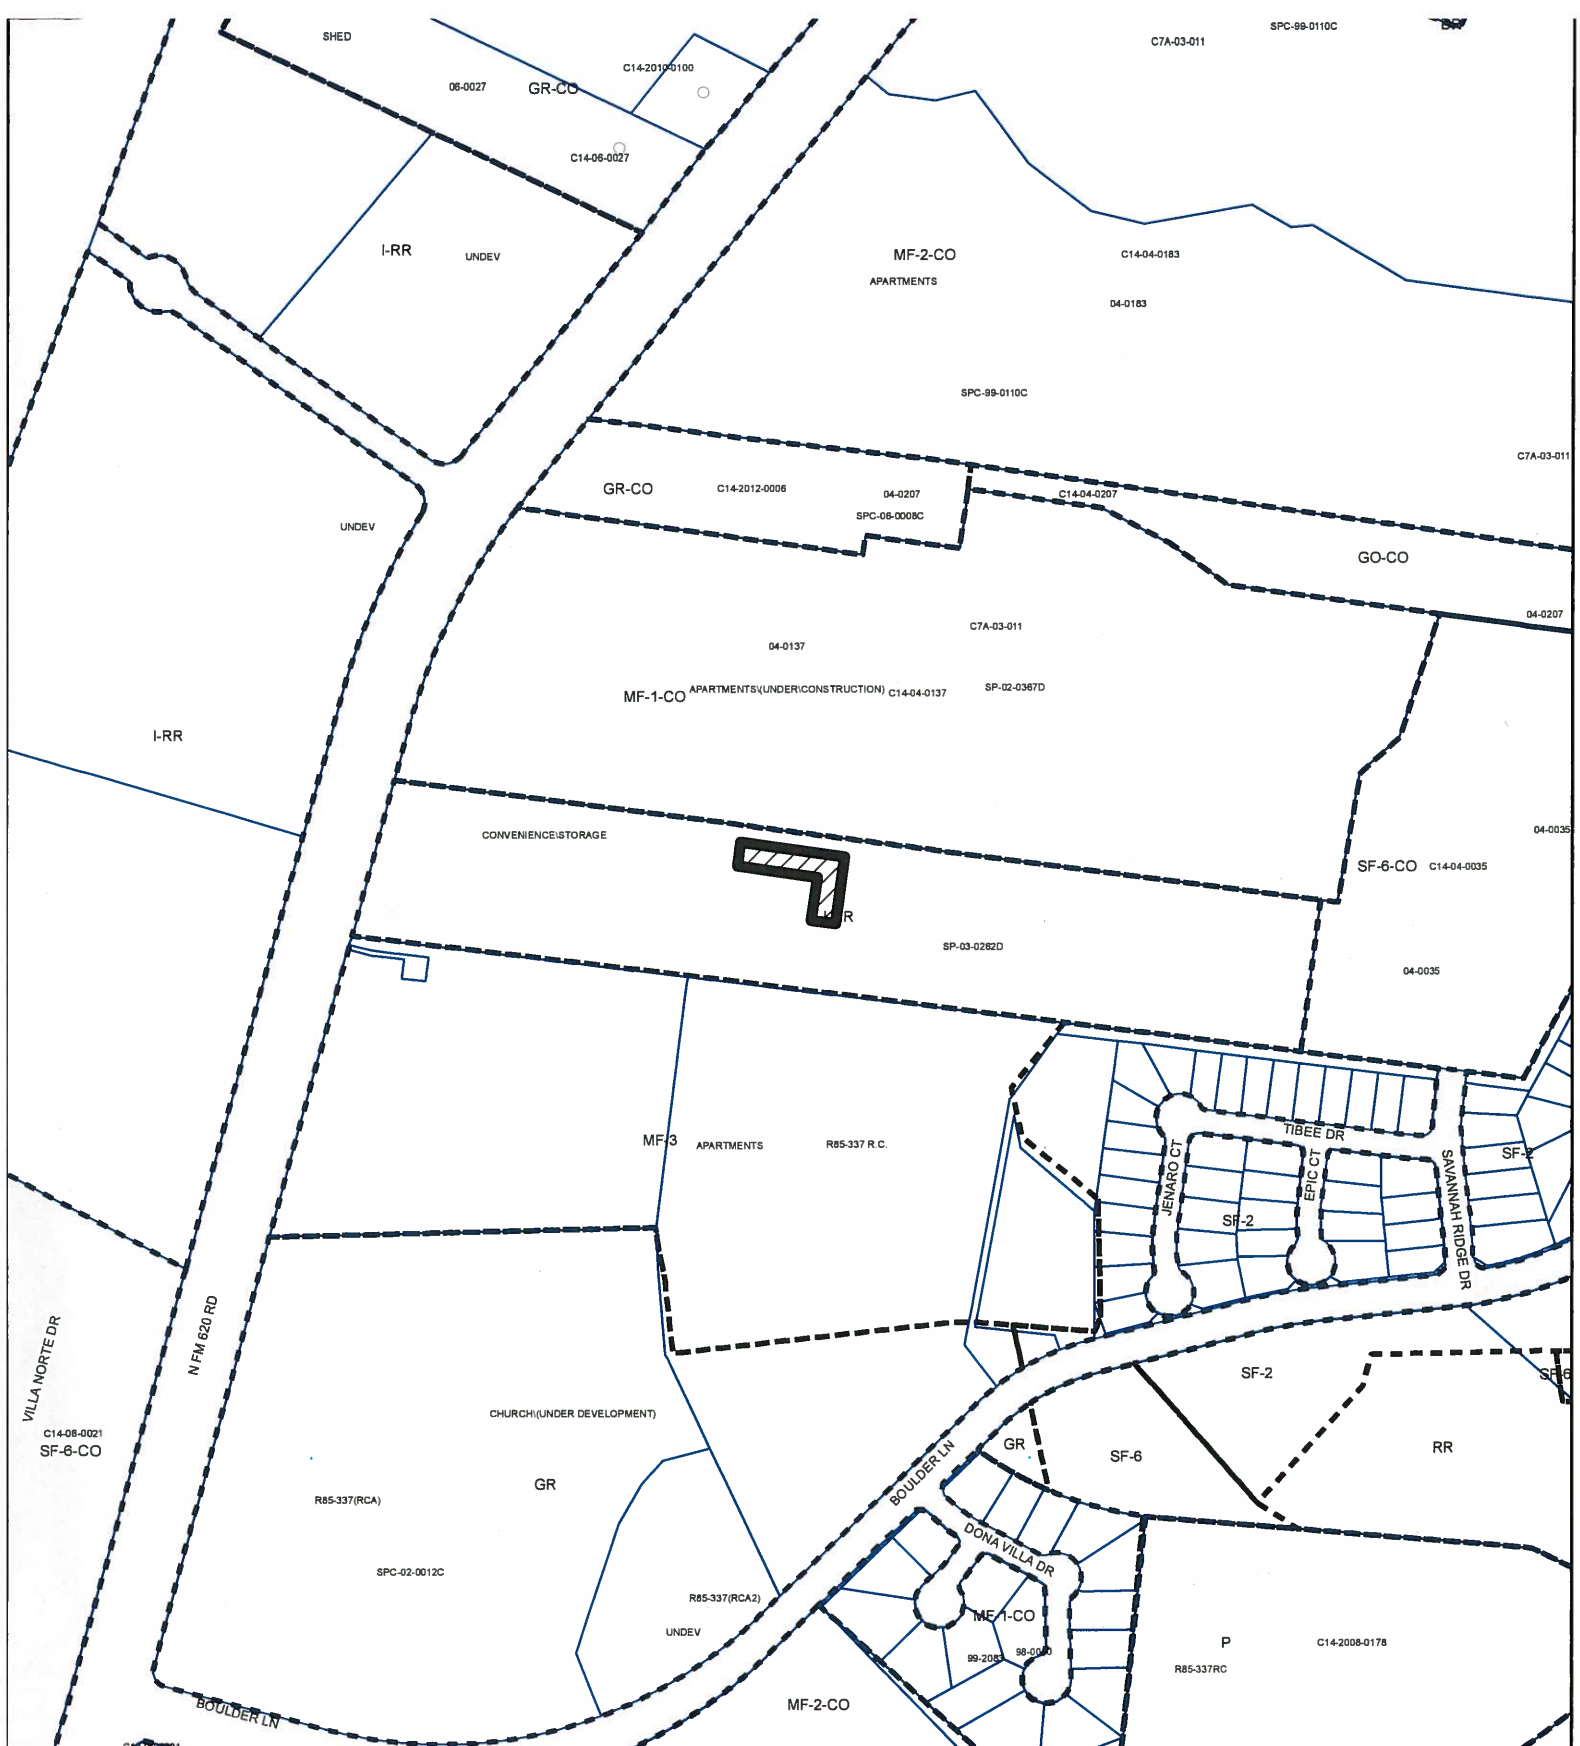 SHED
C7A-03-011
SPC-99-0110C
C14-2010-0100
06-0027
GR-CO
C14-06-0027
I-RR
UNDEV
MF-2-CO
APARTMENTS
C14-04-0183
04-0183
SPC-99-0110C
C7A-03-011
GR-CO
C14-2012-0006
04-0207
SPC-06-0008C
C14-04-0207
UNDEV
GO-CO
04-0207
C7A-03-011
04-0137
MF-1-CO
APARTMENTS\(UNDER\CONSTRUCTION)
C14-04-0137
SP-02-0367D
I-RR
CONVENIENCE\STORAGE
04-0035
SF-6-CO
C14-04-0035
SP-03-0262D
04-0035
MF-3
APARTMENTS
R85-337 R.C.
TIBEE DR
JENARO CT
EPIC CT
SAVANNAH RIDGE DR
SF-2
SF-2
N FM 620 RD
VILLA NORTE DR
C14-08-0021
SF-6-CO
CHURCH\(UNDER DEVELOPMENT)
GR
R85-337(RCA)
SPC-02-0012C
R85-337(RCA2)
UNDEV
SF-2
SF-6
GR
SF-6
RR
BOULDER LN
DONA VILLA DR
MF-1-CO
P
C14-2008-0178
R85-337RC
MF-2-CO
BOULDER LN